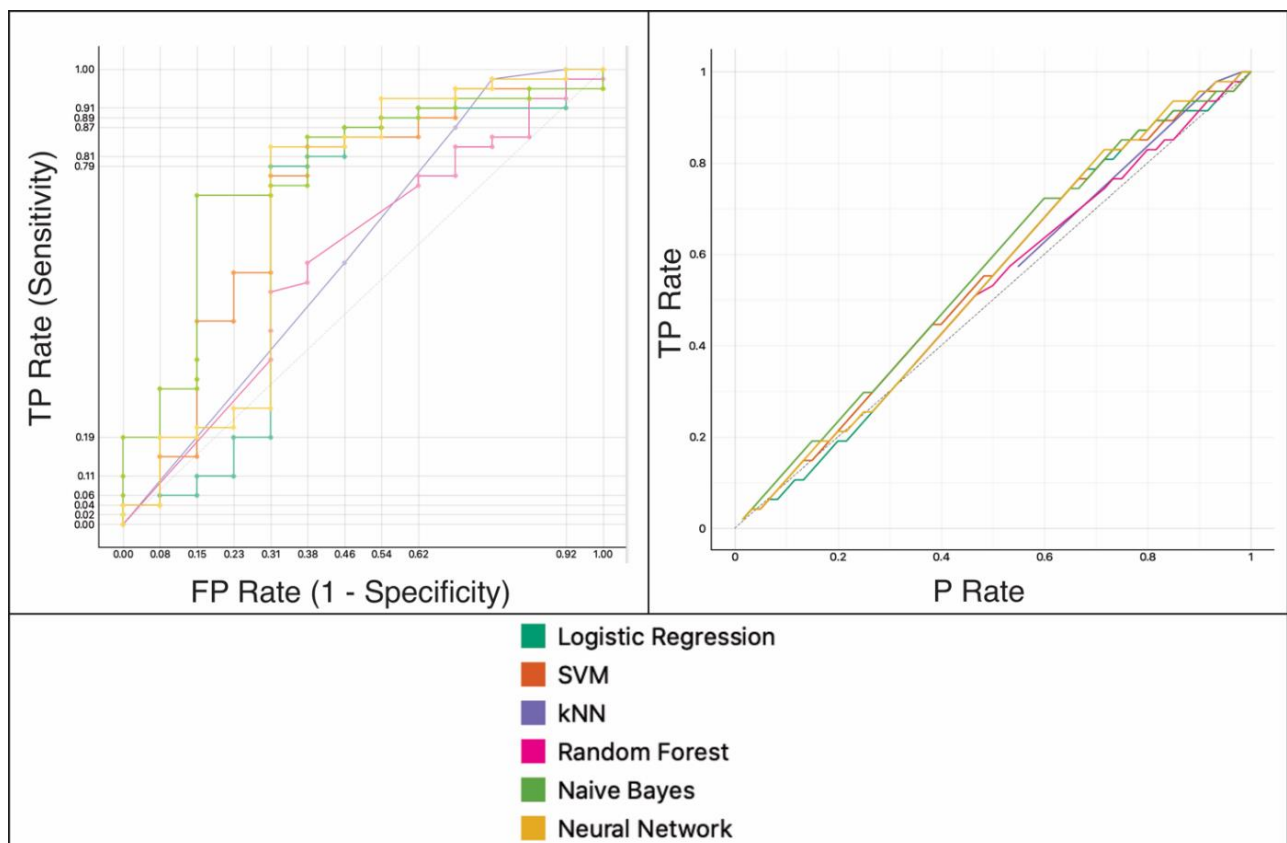 TP Rate (Sensitivity)
1.00
0.91
0.89
0.87
0.81
0.79
0.19
0.11
0.06
0.04
0.02
0.00
0.00 0.08 0.15 0.23 0.31 0.38 0.46 0.54 0.62 0.92 1.00
FP Rate (1 - Specificity)
TP Rate
1
0.8
0.6
0.4
0.2
0
0 0.2 0.4 0.6 0.8 1
P Rate
Logistic Regression
SVM
kNN
Random Forest
Naive Bayes
Neural Network